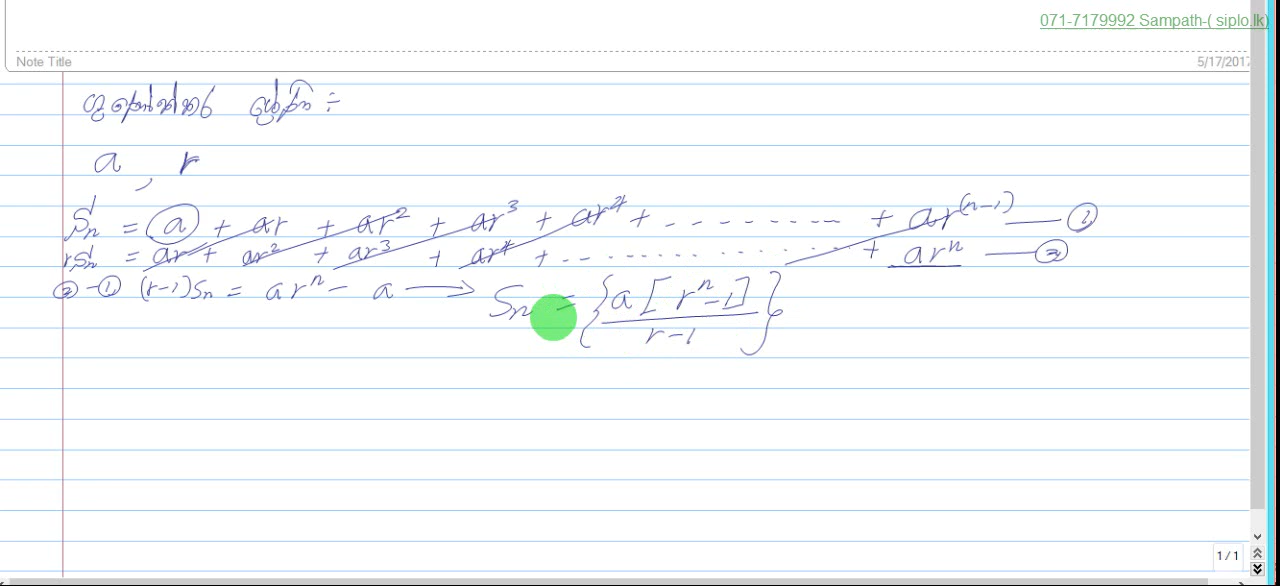 071-7179992 Sampath-( siplo.lk)
Note Title
5/17/2017
ගුණෝත්තර ශ්‍රේඪි :-
a , r
Sn = a + ar + ar² + ar³ + ar⁴ + - - - - - - - - - + ar⁽ⁿ⁻¹⁾ —— ①
rSn = ar + ar² + ar³ + ar⁴ + - . . . . . . . . . . . . . + arⁿ —— ②
② - ① (r-1)Sn = arⁿ - a ⟶ Sn = { a[rⁿ-1] / r-1 }
1 / 1